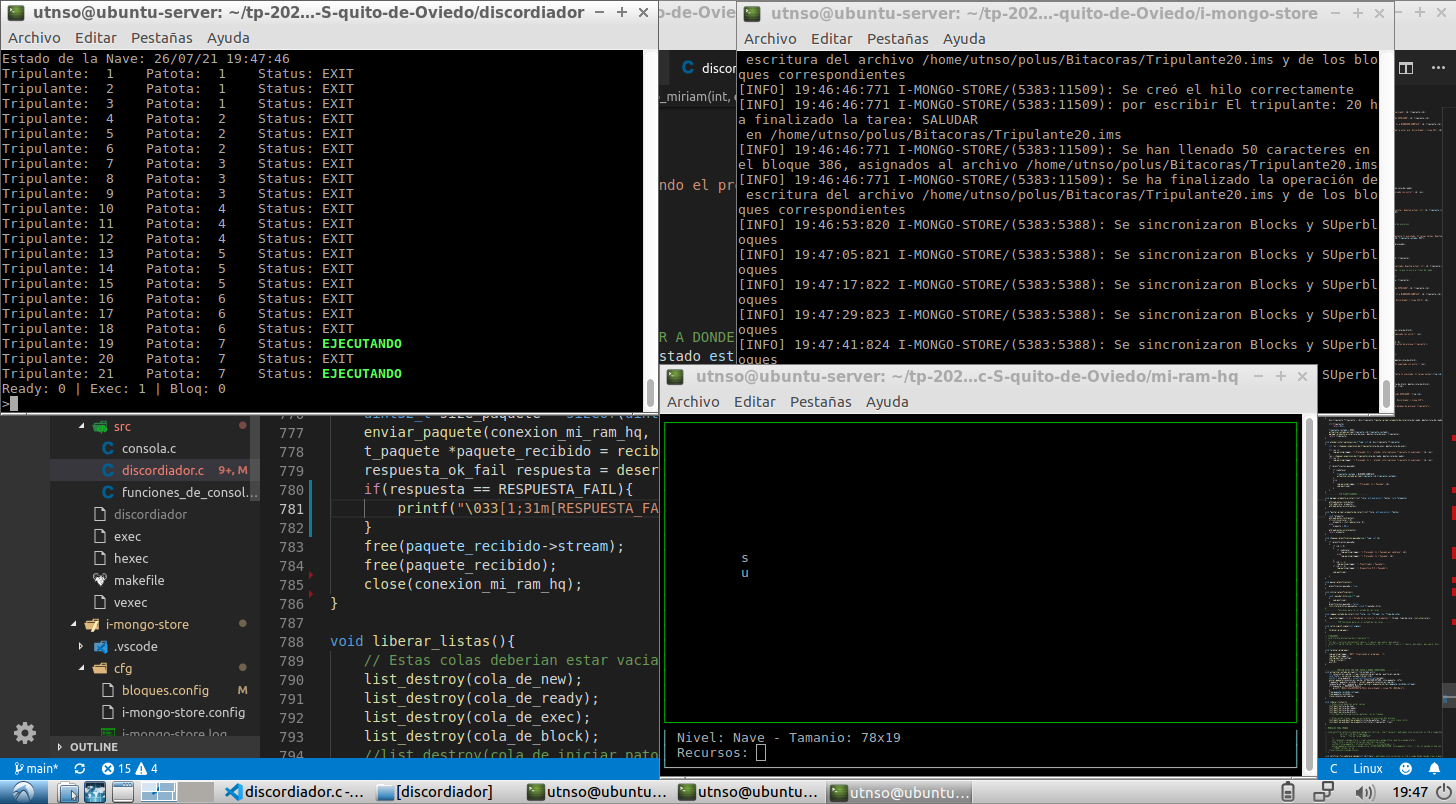 utnso@ubuntu-server: ~/tp-202...-S-quito-de-Oviedo/discordiador
Archivo Editar Pestañas Ayuda
Estado de la Nave: 26/07/21 19:47:46
Tripulante: 1 Patota: 1 Status: EXIT
Tripulante: 2 Patota: 1 Status: EXIT
Tripulante: 3 Patota: 1 Status: EXIT
Tripulante: 4 Patota: 2 Status: EXIT
Tripulante: 5 Patota: 2 Status: EXIT
Tripulante: 6 Patota: 2 Status: EXIT
Tripulante: 7 Patota: 3 Status: EXIT
Tripulante: 8 Patota: 3 Status: EXIT
Tripulante: 9 Patota: 3 Status: EXIT
Tripulante: 10 Patota: 4 Status: EXIT
Tripulante: 11 Patota: 4 Status: EXIT
Tripulante: 12 Patota: 4 Status: EXIT
Tripulante: 13 Patota: 5 Status: EXIT
Tripulante: 14 Patota: 5 Status: EXIT
Tripulante: 15 Patota: 5 Status: EXIT
Tripulante: 16 Patota: 6 Status: EXIT
Tripulante: 17 Patota: 6 Status: EXIT
Tripulante: 18 Patota: 6 Status: EXIT
Tripulante: 19 Patota: 7 Status: EJECUTANDO
Tripulante: 20 Patota: 7 Status: EXIT
Tripulante: 21 Patota: 7 Status: EJECUTANDO
Ready: 0 | Exec: 1 | Bloq: 0
>
o-de-Ovie
C discor
_miriam(int, c
ndo el pro
R A DONDE
stado est
utnso@ubuntu-server: ~/tp-202...-quito-de-Oviedo/i-mongo-store
Archivo Editar Pestañas Ayuda
escritura del archivo /home/utnso/polus/Bitacoras/Tripulante20.ims y de los blo
ques correspondientes
[INFO] 19:46:46:771 I-MONGO-STORE/(5383:11509): Se creó el hilo correctamente
[INFO] 19:46:46:771 I-MONGO-STORE/(5383:11509): por escribir El tripulante: 20 h
a finalizado la tarea: SALUDAR
en /home/utnso/polus/Bitacoras/Tripulante20.ims
[INFO] 19:46:46:771 I-MONGO-STORE/(5383:11509): Se han llenado 50 caracteres en
el bloque 386, asignados al archivo /home/utnso/polus/Bitacoras/Tripulante20.ims
[INFO] 19:46:46:771 I-MONGO-STORE/(5383:11509): Se ha finalizado la operación de
escritura del archivo /home/utnso/polus/Bitacoras/Tripulante20.ims y de los blo
ques correspondientes
[INFO] 19:46:53:820 I-MONGO-STORE/(5383:5388): Se sincronizaron Blocks y SUperbl
oques
[INFO] 19:47:05:821 I-MONGO-STORE/(5383:5388): Se sincronizaron Blocks y SUperbl
oques
[INFO] 19:47:17:822 I-MONGO-STORE/(5383:5388): Se sincronizaron Blocks y SUperbl
oques
[INFO] 19:47:29:823 I-MONGO-STORE/(5383:5388): Se sincronizaron Blocks y SUperbl
oques
[INFO] 19:47:41:824 I-MONGO-STORE/(5383:5388): Se sincronizaron Blocks y SUperbl
oques
SUperbl
utnso@ubuntu-server: ~/tp-202...c-S-quito-de-Oviedo/mi-ram-hq
Archivo Editar Pestañas Ayuda
s
u
Nivel: Nave - Tamanio: 78x19
Recursos:
src
C consola.c
C discordiador.c 9+, M
C funciones_de_consol...
discordiador
exec
hexec
makefile
vexec
i-mongo-store
.vscode
cfg
bloques.config M
i-mongo-store.config
i-mongo-store.log
OUTLINE
777 enviar_paquete(conexion_mi_ram_hq,
778 t_paquete *paquete_recibido = recib
779 respuesta_ok_fail respuesta = deser
780 if(respuesta == RESPUESTA_FAIL){
781 printf("\033[1;31m[RESPUESTA_FA
782 }
783 free(paquete_recibido->stream);
784 free(paquete_recibido);
785 close(conexion_mi_ram_hq);
786 }
787
788 void liberar_listas(){
789 // Estas colas deberian estar vacia
790 list_destroy(cola_de_new);
791 list_destroy(cola_de_ready);
792 list_destroy(cola_de_exec);
793 list_destroy(cola_de_block);
794 //list_destroy(cola_de_iniciar_pato
main* 15 4
C Linux
discordiador.c -... [discordiador] utnso@ubuntu-... utnso@ubuntu-... utnso@ubuntu-... 19:47